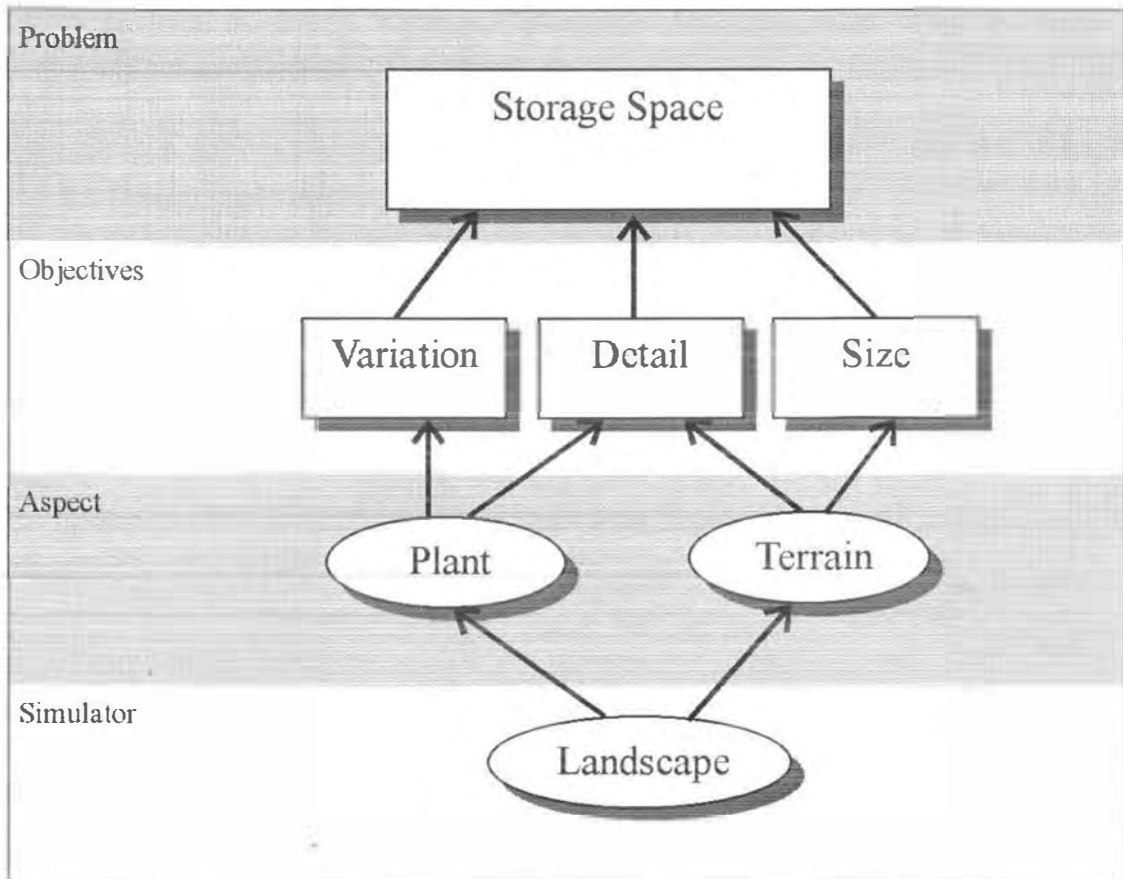 Problem
Storage Space
Objectives
Variation
Detail
Size
Aspect
Plant
Terrain
Simulator
Landscape